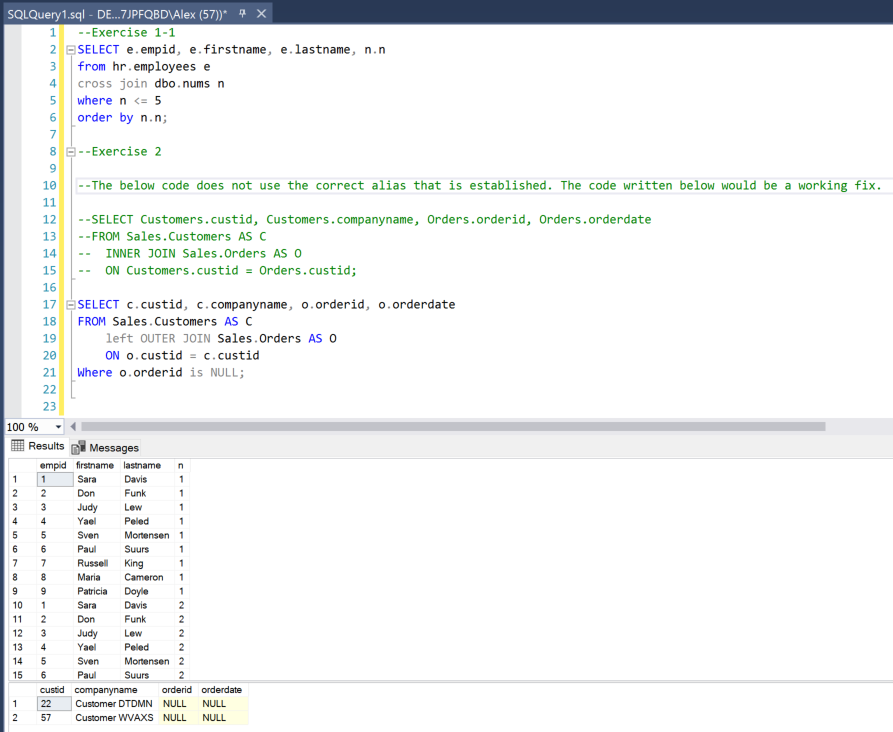 SQLQuery1.sql - DE...7JPFQBD\Alex (57))*
1 --Exercise 1-1
2 SELECT e.empid, e.firstname, e.lastname, n.n
3 from hr.employees e
4 cross join dbo.nums n
5 where n <= 5
6 order by n.n;
7
8 --Exercise 2
9
10 --The below code does not use the correct alias that is established. The code written below would be a working fix.
11
12 --SELECT Customers.custid, Customers.companyname, Orders.orderid, Orders.orderdate
13 --FROM Sales.Customers AS C
14 --  INNER JOIN Sales.Orders AS O
15 --  ON Customers.custid = Orders.custid;
16
17 SELECT c.custid, c.companyname, o.orderid, o.orderdate
18 FROM Sales.Customers AS C
19     left OUTER JOIN Sales.Orders AS O
20     ON o.custid = c.custid
21 Where o.orderid is NULL;
22
23
100 %
Results Messages
empid firstname lastname n
1 1 Sara Davis 1
2 2 Don Funk 1
3 3 Judy Lew 1
4 4 Yael Peled 1
5 5 Sven Mortensen 1
6 6 Paul Suurs 1
7 7 Russell King 1
8 8 Maria Cameron 1
9 9 Patricia Doyle 1
10 1 Sara Davis 2
11 2 Don Funk 2
12 3 Judy Lew 2
13 4 Yael Peled 2
14 5 Sven Mortensen 2
15 6 Paul Suurs 2
custid companyname orderid orderdate
1 22 Customer DTDMN NULL NULL
2 57 Customer WVAXS NULL NULL